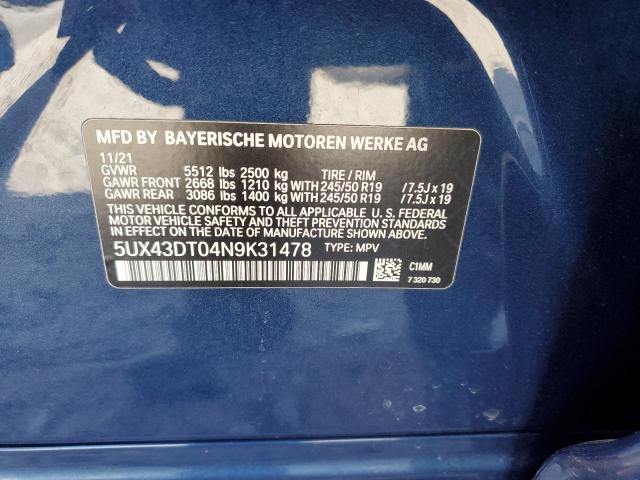 MFD BY BAYERISCHE MOTOREN WERKE AG
11/21
GVWR 5512 lbs 2500 kg TIRE / RIM
GAWR FRONT 2668 lbs 1210 kg WITH 245/50 R19 /7.5J x 19
GAWR REAR 3086 lbs 1400 kg WITH 245/50 R19 /7.5J x 19
THIS VEHICLE CONFORMS TO ALL APPLICABLE U. S. FEDERAL
MOTOR VEHICLE SAFETY AND THEFT PREVENTION STANDARDS
IN EFFECT ON THE DATE OF MANUFACTURE SHOWN ABOVE.
5UX43DT04N9K31478 TYPE: MPV
C1MM
7 320 730